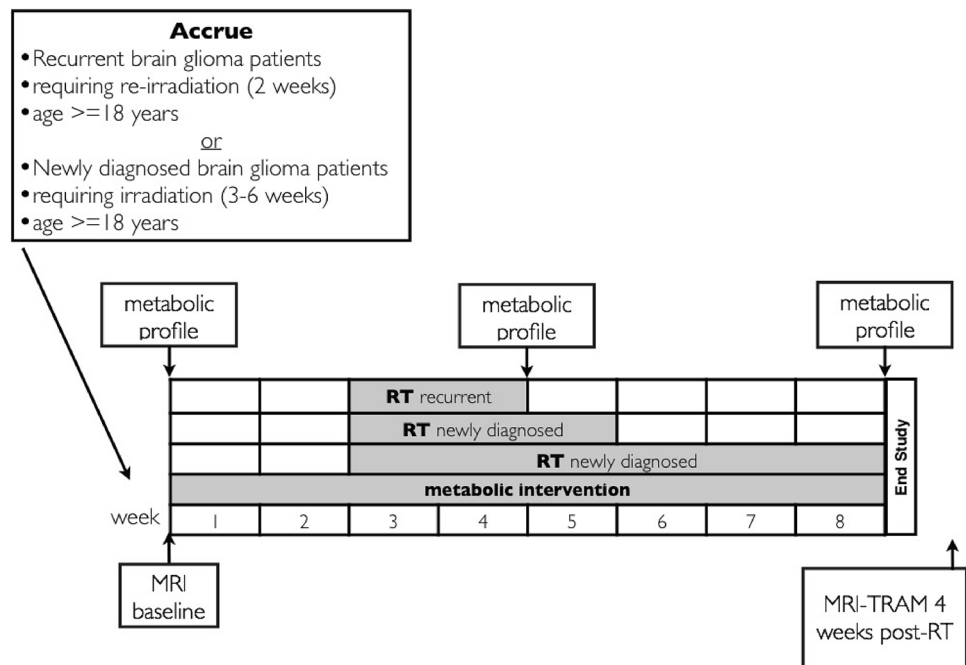 Accrue
•Recurrent brain glioma patients
•requiring re-irradiation (2 weeks)
•age >=18 years
or
•Newly diagnosed brain glioma patients
•requiring irradiation (3-6 weeks)
•age >=18 years
metabolic
profile
metabolic
profile
metabolic
profile
RT recurrent
RT newly diagnosed
RT newly diagnosed
metabolic intervention
week 1 2 3 4 5 6 7 8
End Study
MRI
baseline
MRI-TRAM 4
weeks post-RT